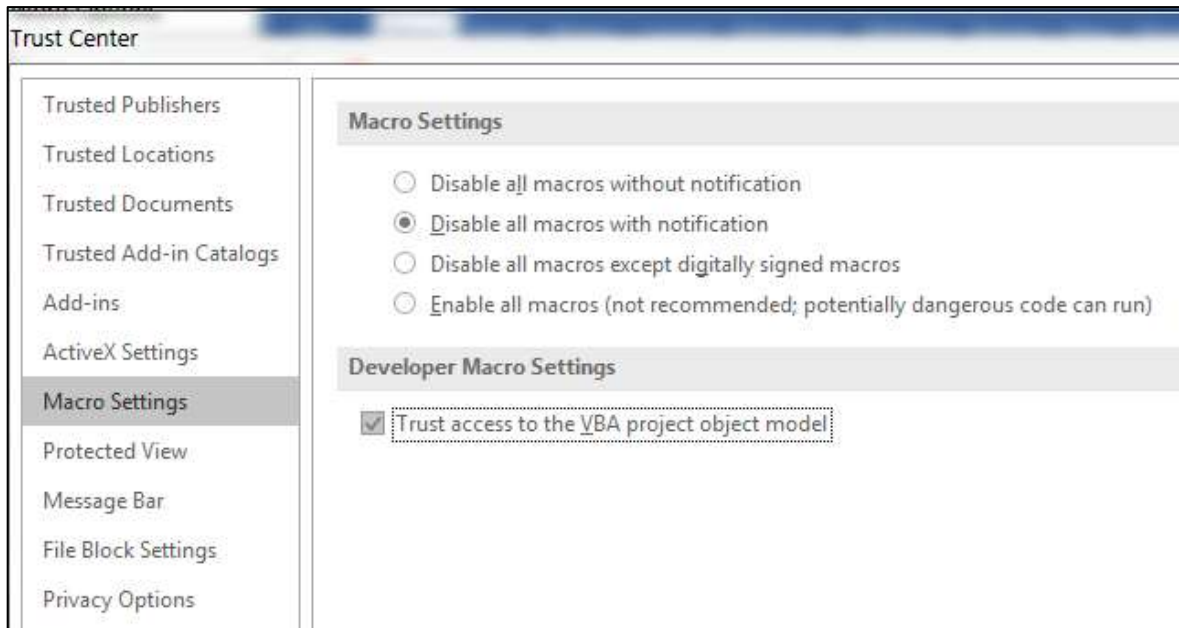 Trust Center
Trusted Publishers
Trusted Locations
Trusted Documents
Trusted Add-in Catalogs
Add-ins
ActiveX Settings
Macro Settings
Protected View
Message Bar
File Block Settings
Privacy Options
Macro Settings
Disable all macros without notification
Disable all macros with notification
Disable all macros except digitally signed macros
Enable all macros (not recommended; potentially dangerous code can run)
Developer Macro Settings
Trust access to the VBA project object model